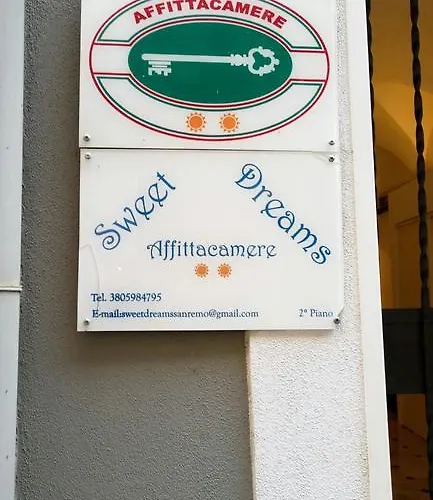 AFFITTACAMERE
Sweet Dreams
Affittacamere
Tel. 3805984795
E-mail:sweetdreamssanremo@gmail.com 2° Piano